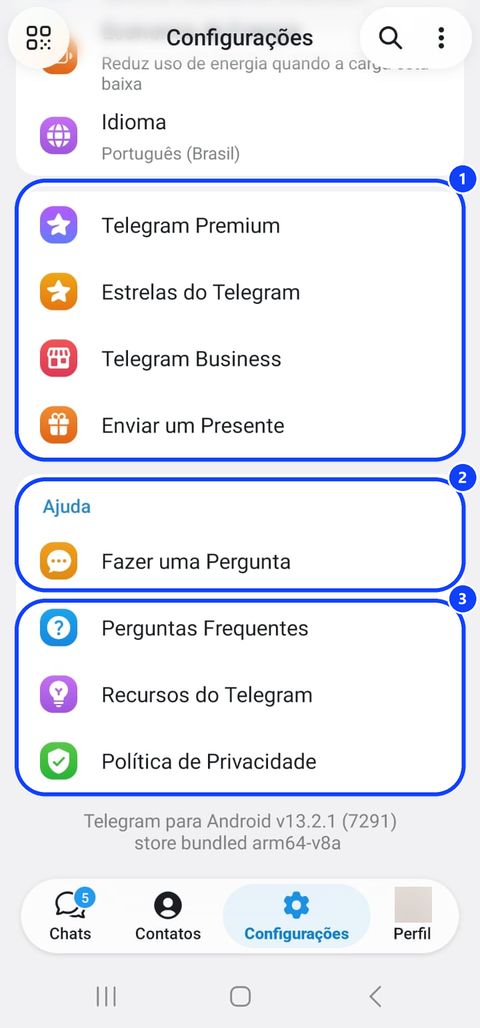 Configurações
Reduz uso de energia quando a carga está
baixa
Idioma
Português (Brasil)
1
Telegram Premium
Estrelas do Telegram
Telegram Business
Enviar um Presente
2
Ajuda
Fazer uma Pergunta
3
Perguntas Frequentes
Recursos do Telegram
Política de Privacidade
Telegram para Android v13.2.1 (7291)
store bundled arm64-v8a
5
Chats
Contatos
Configurações
Perfil